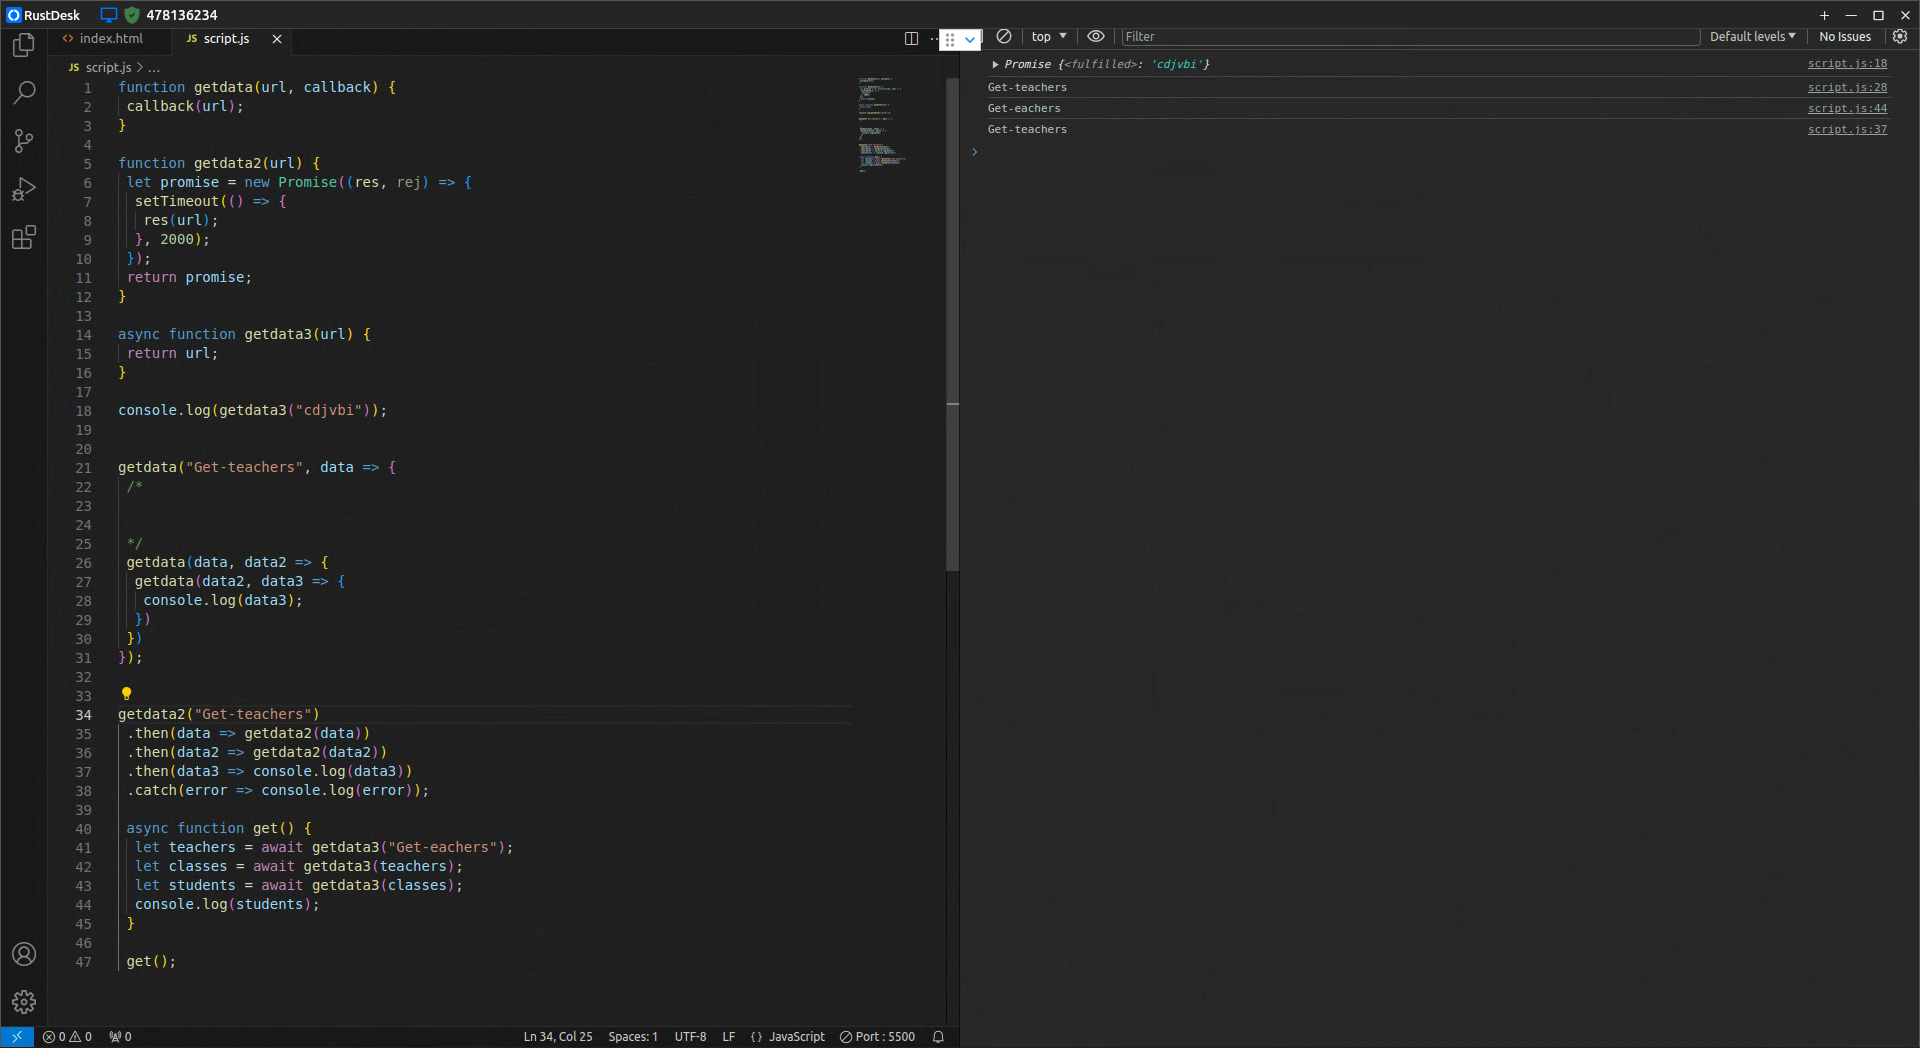 RustDesk 478136234
index.html script.js
script.js > ...
1 function getdata(url, callback) {
2 callback(url);
3 }
4
5 function getdata2(url) {
6 let promise = new Promise((res, rej) => {
7 setTimeout(() => {
8 res(url);
9 }, 2000);
10 });
11 return promise;
12 }
13
14 async function getdata3(url) {
15 return url;
16 }
17
18 console.log(getdata3("cdjvbi"));
19
20
21 getdata("Get-teachers", data => {
22 /*
23
24
25 */
26 getdata(data, data2 => {
27 getdata(data2, data3 => {
28 console.log(data3);
29 })
30 })
31 });
32
33
34 getdata2("Get-teachers")
35 .then(data => getdata2(data))
36 .then(data2 => getdata2(data2))
37 .then(data3 => console.log(data3))
38 .catch(error => console.log(error));
39
40 async function get() {
41 let teachers = await getdata3("Get-eachers");
42 let classes = await getdata3(teachers);
43 let students = await getdata3(classes);
44 console.log(students);
45 }
46
47 get();
0 0 0 Ln 34, Col 25 Spaces: 1 UTF-8 LF {} JavaScript Port : 5500
top Filter Default levels No Issues
Promise {<fulfilled>: 'cdjvbi'} script.js:18
Get-teachers script.js:28
Get-eachers script.js:44
Get-teachers script.js:37